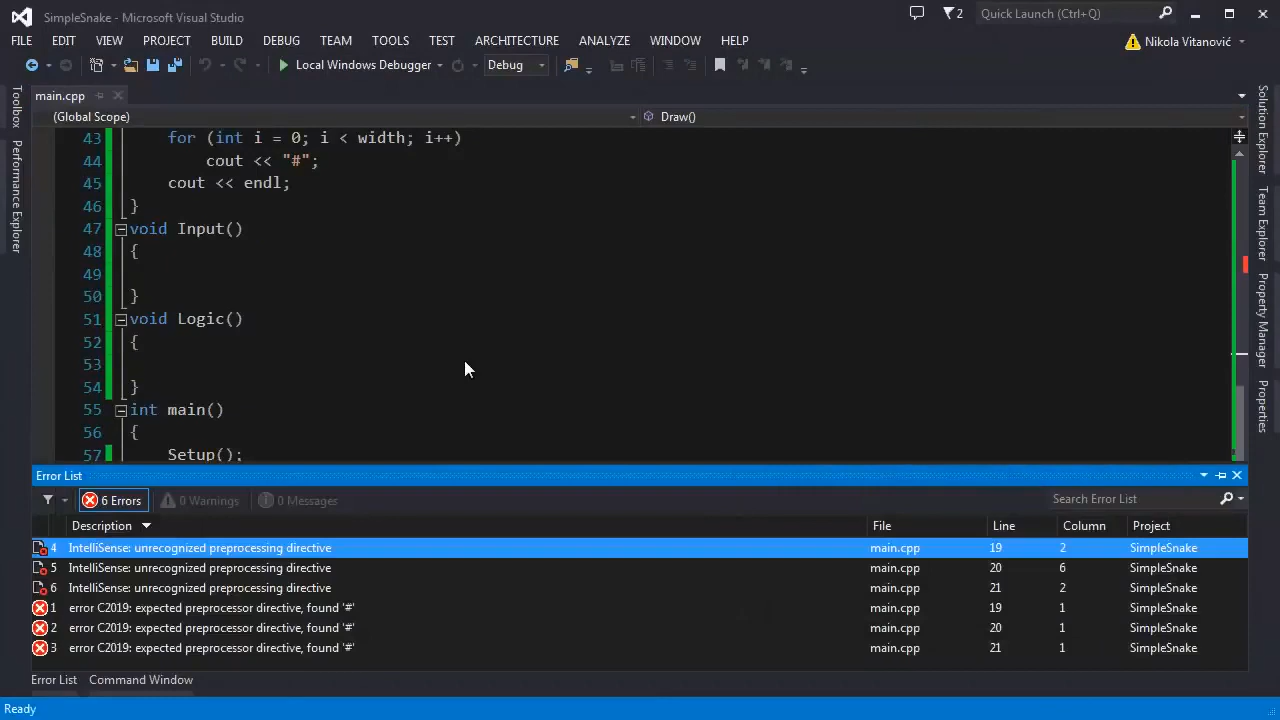 SimpleSnake - Microsoft Visual Studio
2
Quick Launch (Ctrl+Q)
FILE EDIT VIEW PROJECT BUILD DEBUG TEAM TOOLS TEST ARCHITECTURE ANALYZE WINDOW HELP
Nikola Vitanović
Local Windows Debugger
Debug
main.cpp
(Global Scope)
Draw()
Toolbox
Performance Explorer
43 for (int i = 0; i < width; i++)
44 cout << "#";
45 cout << endl;
46 }
47 void Input()
48 {
49
50 }
51 void Logic()
52 {
53
54 }
55 int main()
56 {
57 Setup();
Solution Explorer
Team Explorer
Property Manager
Properties
Error List
6 Errors
0 Warnings
0 Messages
Search Error List
Description File Line Column Project
4 IntelliSense: unrecognized preprocessing directive main.cpp 19 2 SimpleSnake
5 IntelliSense: unrecognized preprocessing directive main.cpp 20 6 SimpleSnake
6 IntelliSense: unrecognized preprocessing directive main.cpp 21 2 SimpleSnake
1 error C2019: expected preprocessor directive, found '#' main.cpp 19 1 SimpleSnake
2 error C2019: expected preprocessor directive, found '#' main.cpp 20 1 SimpleSnake
3 error C2019: expected preprocessor directive, found '#' main.cpp 21 1 SimpleSnake
Error List Command Window
Ready